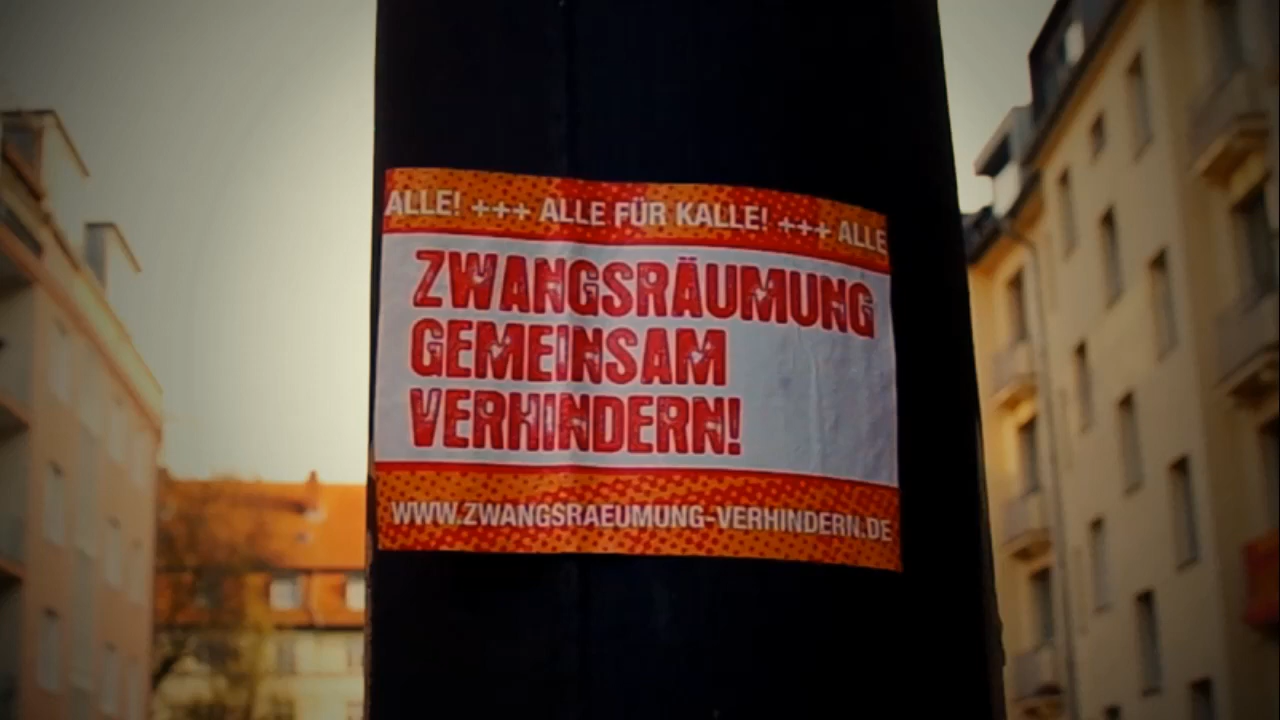 ALLE! +++ ALLE FÜR KALLE! +++ ALLE
ZWANGSRÄUMUNG
GEMEINSAM
VERHINDERN!
WWW.ZWANGSRAEUMUNG-VERHINDERN.DE